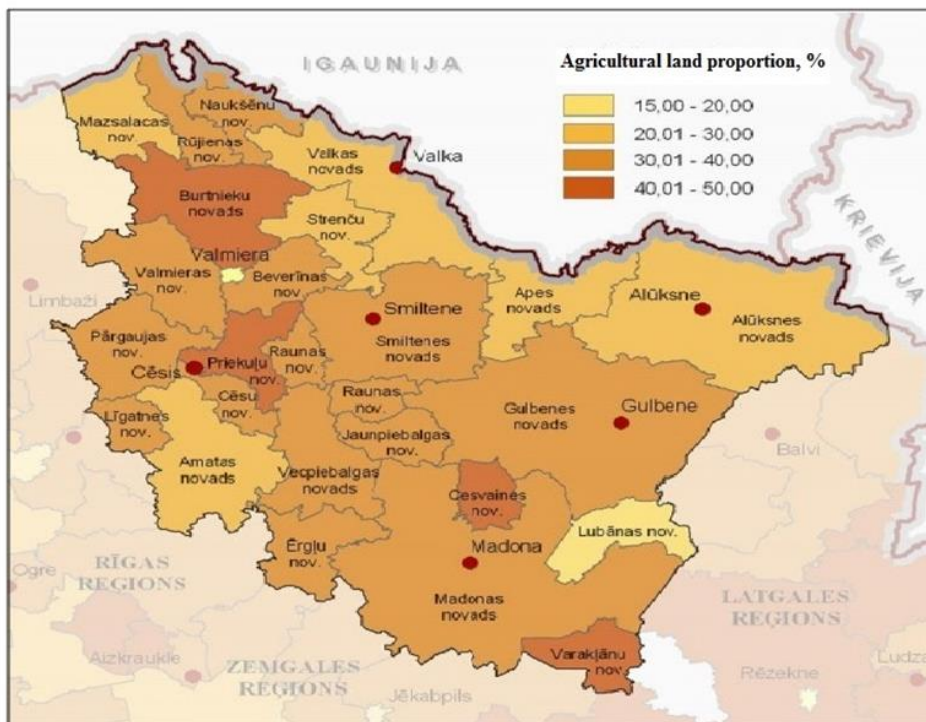 IGAUNIJA
Agricultural land proportion, %
15,00 - 20,00
20,01 - 30,00
30,01 - 40,00
40,01 - 50,00
KRIEVIJA
Naukšēnu
nov.
Mazsalacas
nov.
Rūjienas
nov.
Valkas
novads
Valka
Burtnieku
novads
Strenču
nov.
Valmiera
Valmieras
nov.
Beverīnas
nov.
Limbaži
Smiltene
Smiltenes
novads
Apes
novads
Alūksne
Alūksnes
novads
Pārgaujas
nov.
Priekuļu
nov.
Raunas
nov.
Cēsis
Cēsu
nov.
Raunas
nov.
Līgatnes
nov.
Jaunpiebalgas
nov.
Gulbenes
novads
Gulbene
Balvi
Amatas
novads
Vecpiebalgas
novads
Cesvaines
nov.
Lubānas nov.
Ērgļu
nov.
Madona
Madonas
novads
Ogre
RĪGAS
REGIONS
LATGALES
REGIONS
Varakļānu
nov.
Aizkraukle
ZEMGALES
REGIONS
Jēkabpils
Rēzekne
Ludza